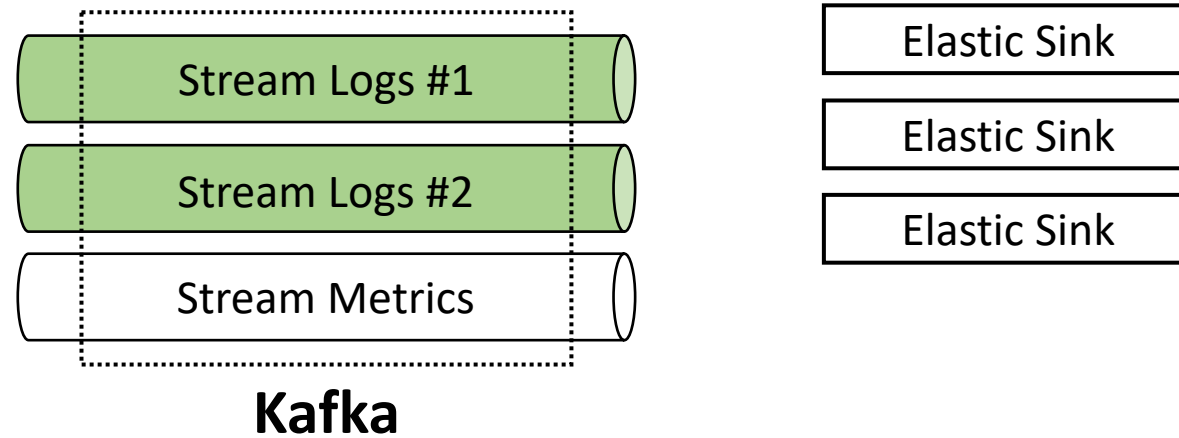 Stream Logs #1
Stream Logs #2
Stream Metrics
Kafka
Elastic Sink
Elastic Sink
Elastic Sink